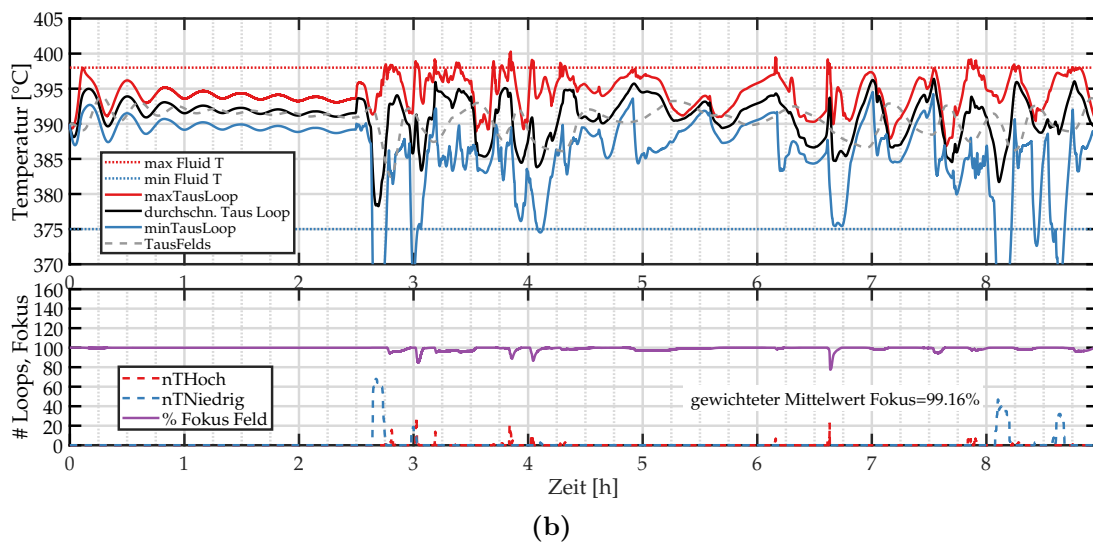 405
400
395
390
385
380
375
370
Temperatur [°C]
max Fluid T
min Fluid T
maxTausLoop
durchschn. Taus Loop
minTausLoop
TausFelds
0 1 2 3 4 5 6 7 8
160
140
120
100
80
60
40
20
0
# Loops, Fokus
nTHoch
nTNiedrig
% Fokus Feld
gewichteter Mittelwert Fokus=99.16%
0 1 2 3 4 5 6 7 8
Zeit [h]
(b)